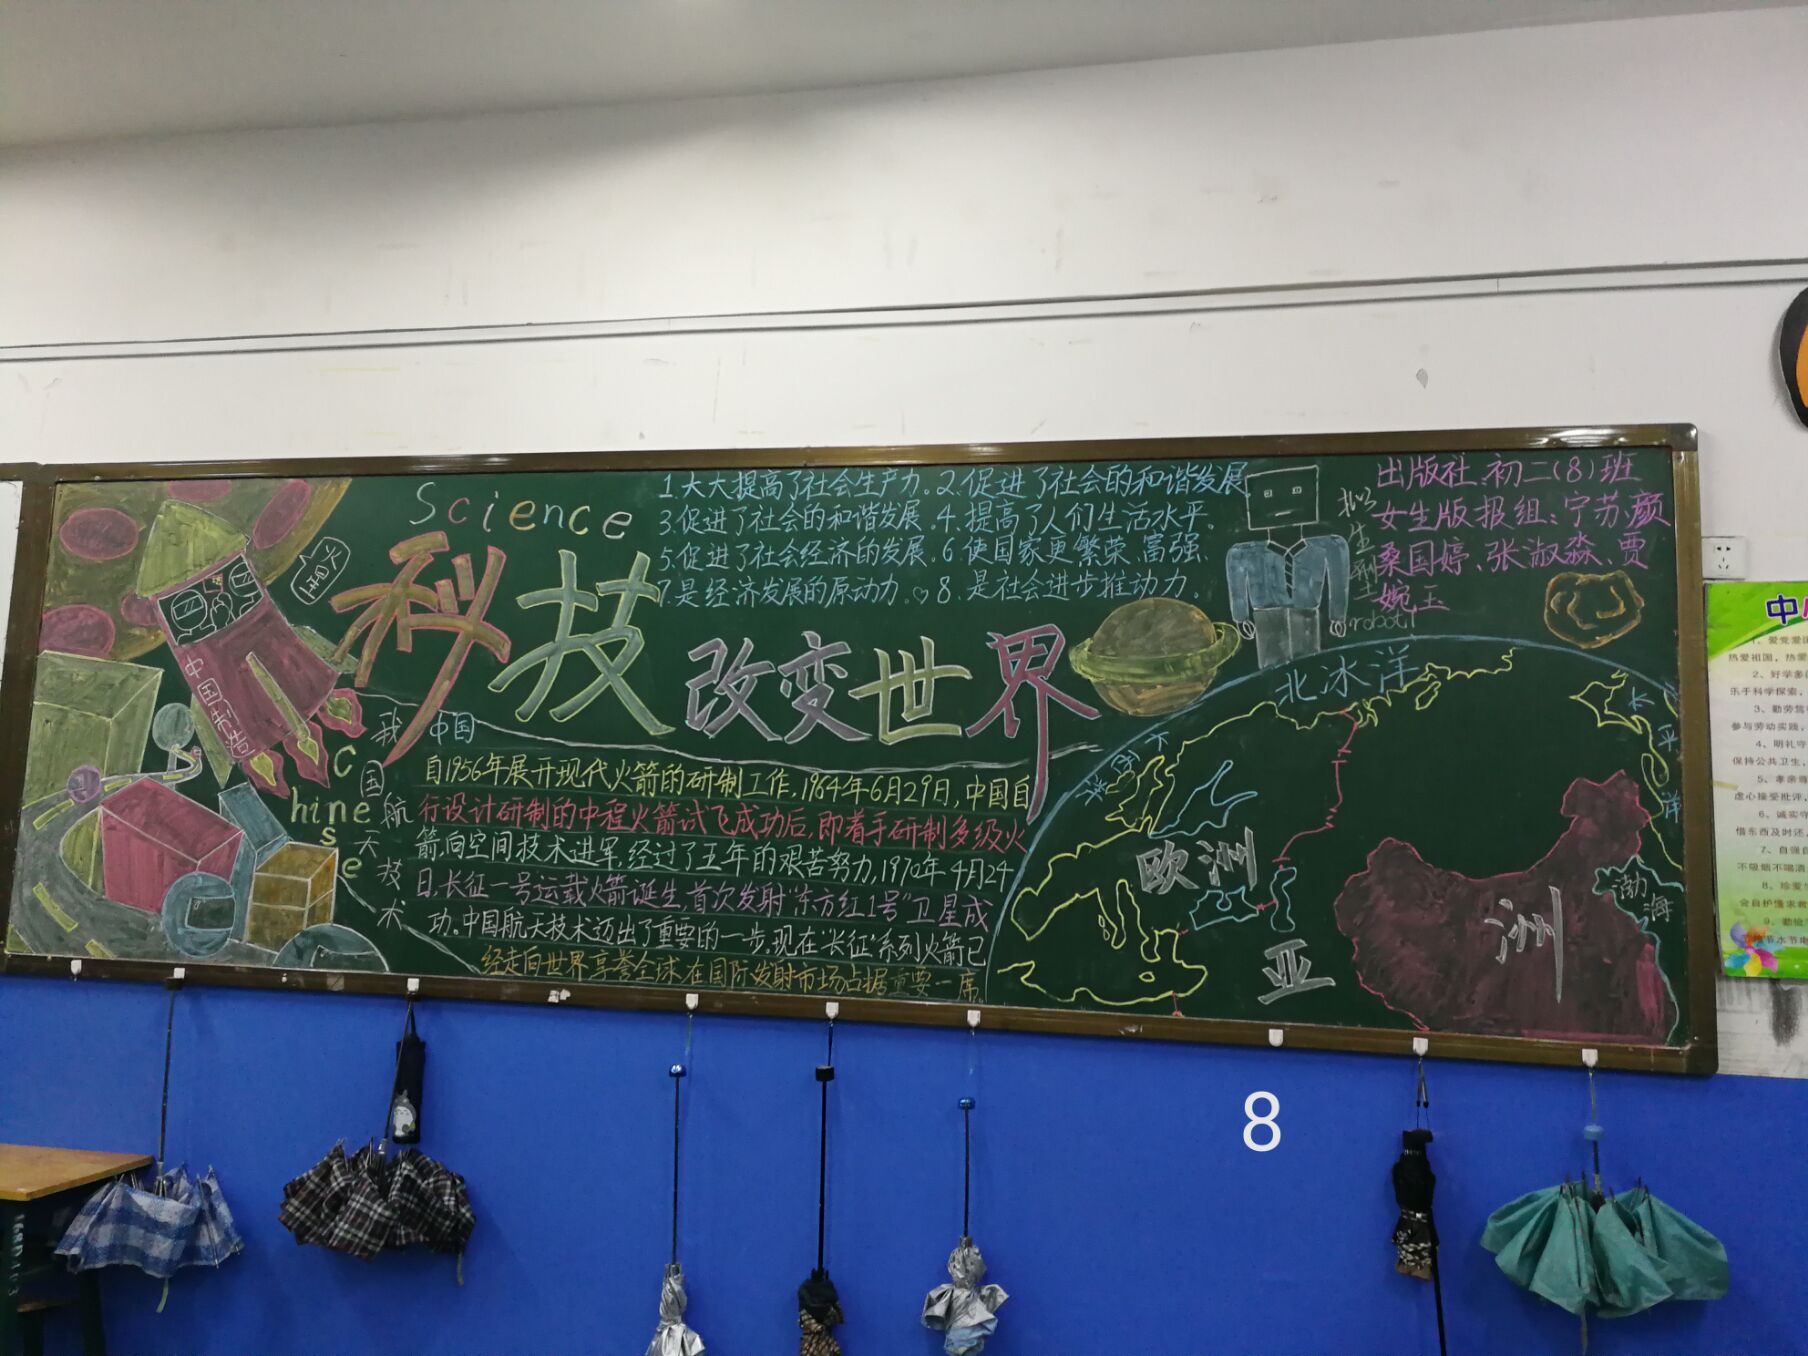 Science
科技改变世界
1.大大提高了社会生产力。2.促进了社会的和谐发展
3.促进了社会的和谐发展.4.提高了人们生活水平。
5.促进了社会经济的发展.6.使国家更繁荣、富强、
7.是经济发展的原动力。♡8.是社会进步推动力。
出版社、初二(8)班
女生版报组:宁苏颜
桑国婷、张淑淼、贾
婉玉
robot!
火星
中国制造
Chinese
我国航天技术
中国
自1956年展开现代火箭的研制工作.1964年6月29日,中国自
行设计研制的中程火箭试飞成功后,即着手研制多级火
箭,向空间技术进军,经过了五年的艰苦努力,1970年4月24
日.长征一号运载火箭诞生,首次发射“东方红1号”卫星成
功。中国航天技术迈出了重要的一步,现在“长征”系列火箭已
经走向世界享誉全球,在国际发射市场占据重要一席。
北冰洋
太平洋
大西洋
欧洲
亚洲
渤海
8